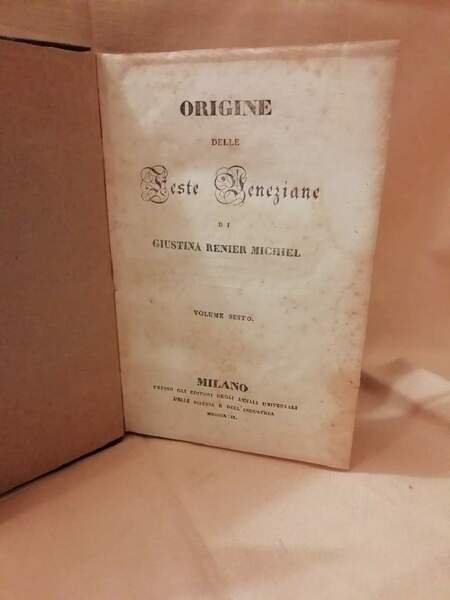 ORIGINE
DELLE
Feste Veneziane
DI
GIUSTINA RENIER MICHIEL
VOLUME SESTO.
MILANO
PRESSO GLI EDITORI DEGLI ANNALI UNIVERSALI
DELLE SCIENZE E DELL'INDUSTRIA